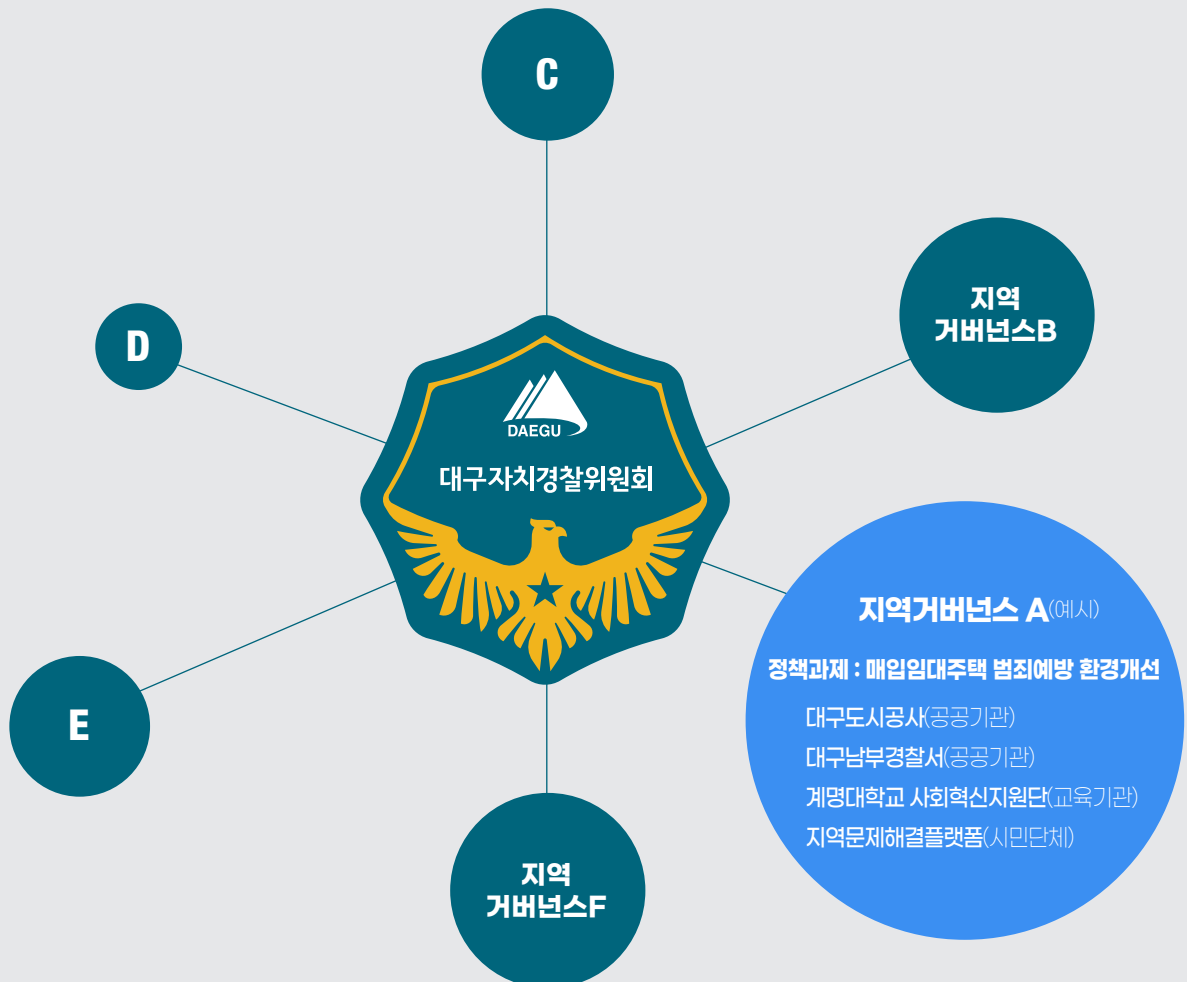 C
지역
거버넌스B
D
DAEGU
대구자치경찰위원회
지역거버넌스 A(예시)
정책과제 : 매입임대주택 범죄예방 환경개선
대구도시공사(공공기관)
대구남부경찰서(공공기관)
계명대학교 사회혁신지원단(교육기관)
지역문제해결플랫폼(시민단체)
E
지역
거버넌스F